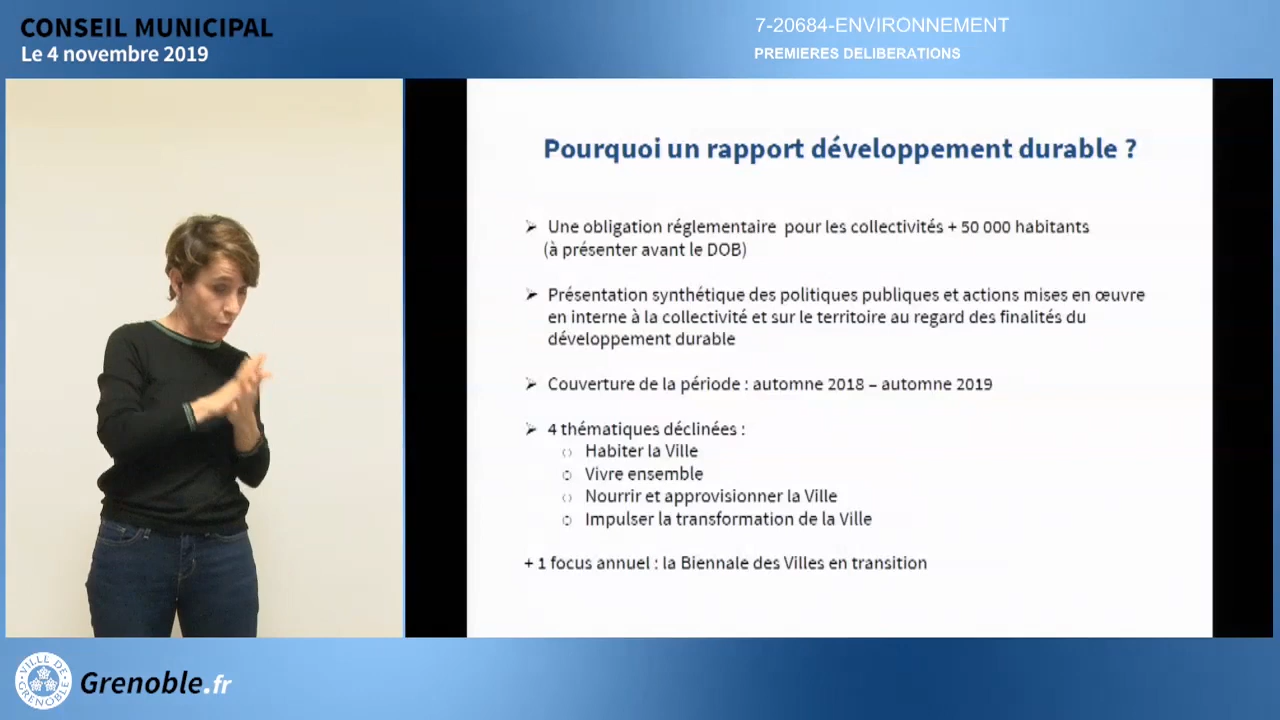 CONSEIL MUNICIPAL
Le 4 novembre 2019
7-20684-ENVIRONNEMENT
PREMIERES DELIBERATIONS
Pourquoi un rapport développement durable ?
Une obligation réglementaire pour les collectivités + 50 000 habitants
(à présenter avant le DOB)
Présentation synthétique des politiques publiques et actions mises en œuvre
en interne à la collectivité et sur le territoire au regard des finalités du
développement durable
Couverture de la période : automne 2018 – automne 2019
4 thématiques déclinées :
Habiter la Ville
Vivre ensemble
Nourrir et approvisionner la Ville
Impulser la transformation de la Ville
+ 1 focus annuel : la Biennale des Villes en transition
VILLE DE
GRENOBLE
Grenoble.fr